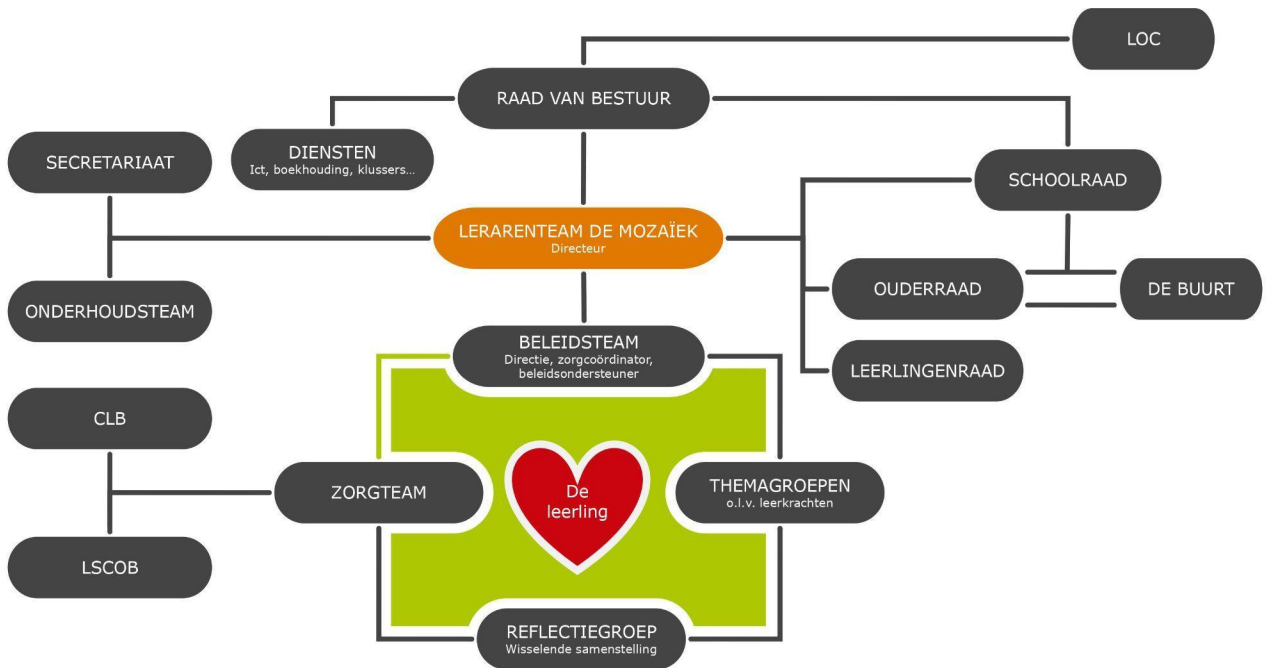 LOC
RAAD VAN BESTUUR
DIENSTEN
Ict, boekhouding, klussers...
SECRETARIAAT
SCHOOLRAAD
LERARENTEAM DE MOZAÏEK
Directeur
ONDERHOUDSTEAM
OUDERRAAD
DE BUURT
BELEIDSTEAM
Directie, zorgcoördinator,
beleidsondersteuner
LEERLINGENRAAD
CLB
ZORGTEAM
De
leerling
THEMAGROEPEN
o.l.v. leerkrachten
LSCOB
REFLECTIEGROEP
Wisselende samenstelling